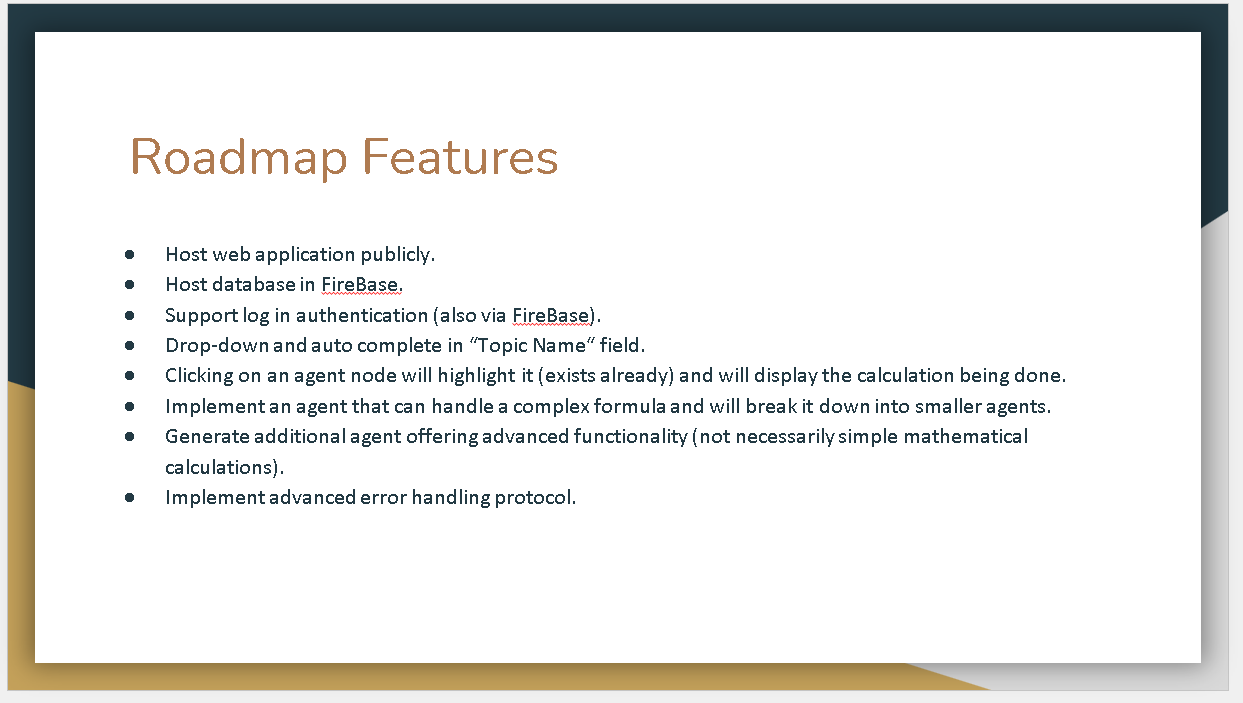 Roadmap Features
● Host web application publicly.
● Host database in FireBase.
● Support log in authentication (also via FireBase).
● Drop-down and auto complete in “Topic Name“ field.
● Clicking on an agent node will highlight it (exists already) and will display the calculation being done.
● Implement an agent that can handle a complex formula and will break it down into smaller agents.
● Generate additional agent offering advanced functionality (not necessarily simple mathematical
calculations).
● Implement advanced error handling protocol.